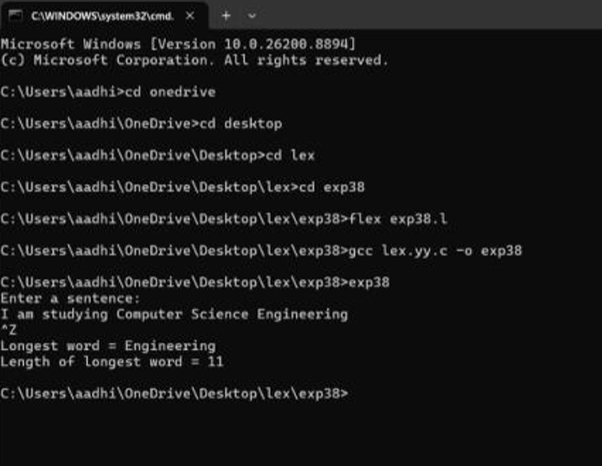 C:\WINDOWS\system32\cmd.
Microsoft Windows [Version 10.0.26200.8894]
(c) Microsoft Corporation. All rights reserved.
C:\Users\aadhi>cd onedrive
C:\Users\aadhi\OneDrive>cd desktop
C:\Users\aadhi\OneDrive\Desktop>cd lex
C:\Users\aadhi\OneDrive\Desktop\lex>cd exp38
C:\Users\aadhi\OneDrive\Desktop\lex\exp38>flex exp38.l
C:\Users\aadhi\OneDrive\Desktop\lex\exp38>gcc lex.yy.c -o exp38
C:\Users\aadhi\OneDrive\Desktop\lex\exp38>exp38
Enter a sentence:
I am studying Computer Science Engineering
^Z
Longest word = Engineering
Length of longest word = 11
C:\Users\aadhi\OneDrive\Desktop\lex\exp38>